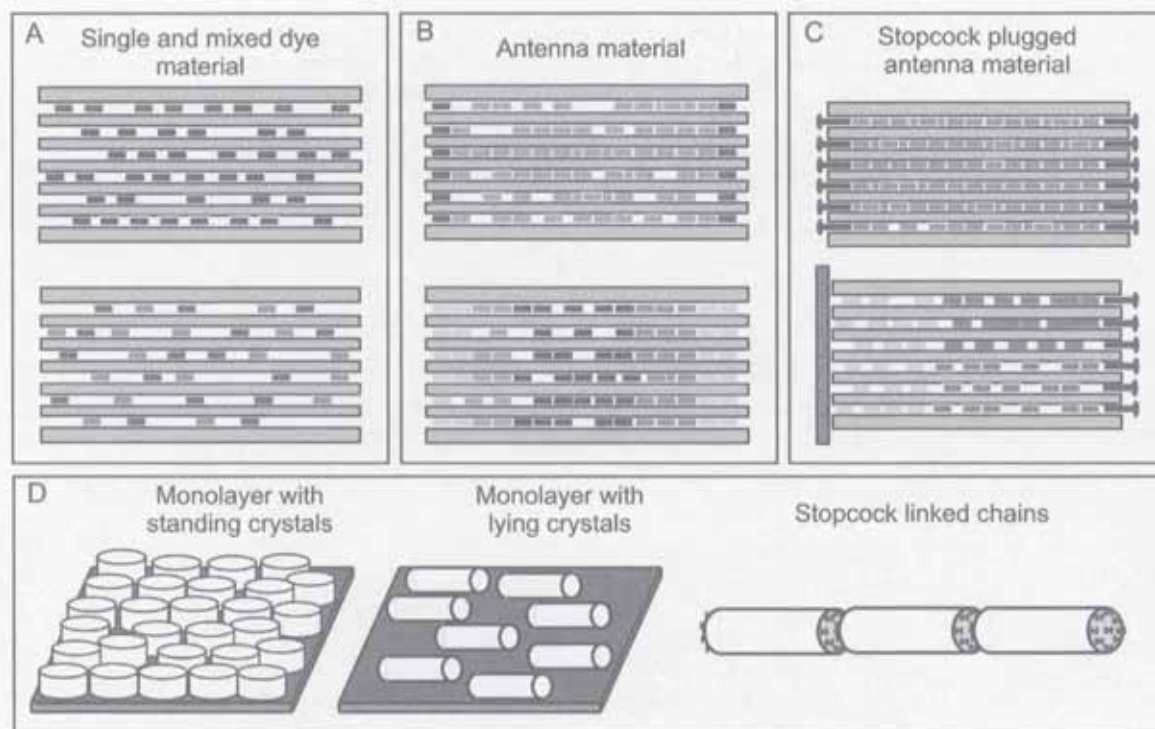 A
Single and mixed dye
material
B
Antenna material
C
Stopcock plugged
antenna material
D
Monolayer with
standing crystals
Monolayer with
lying crystals
Stopcock linked chains